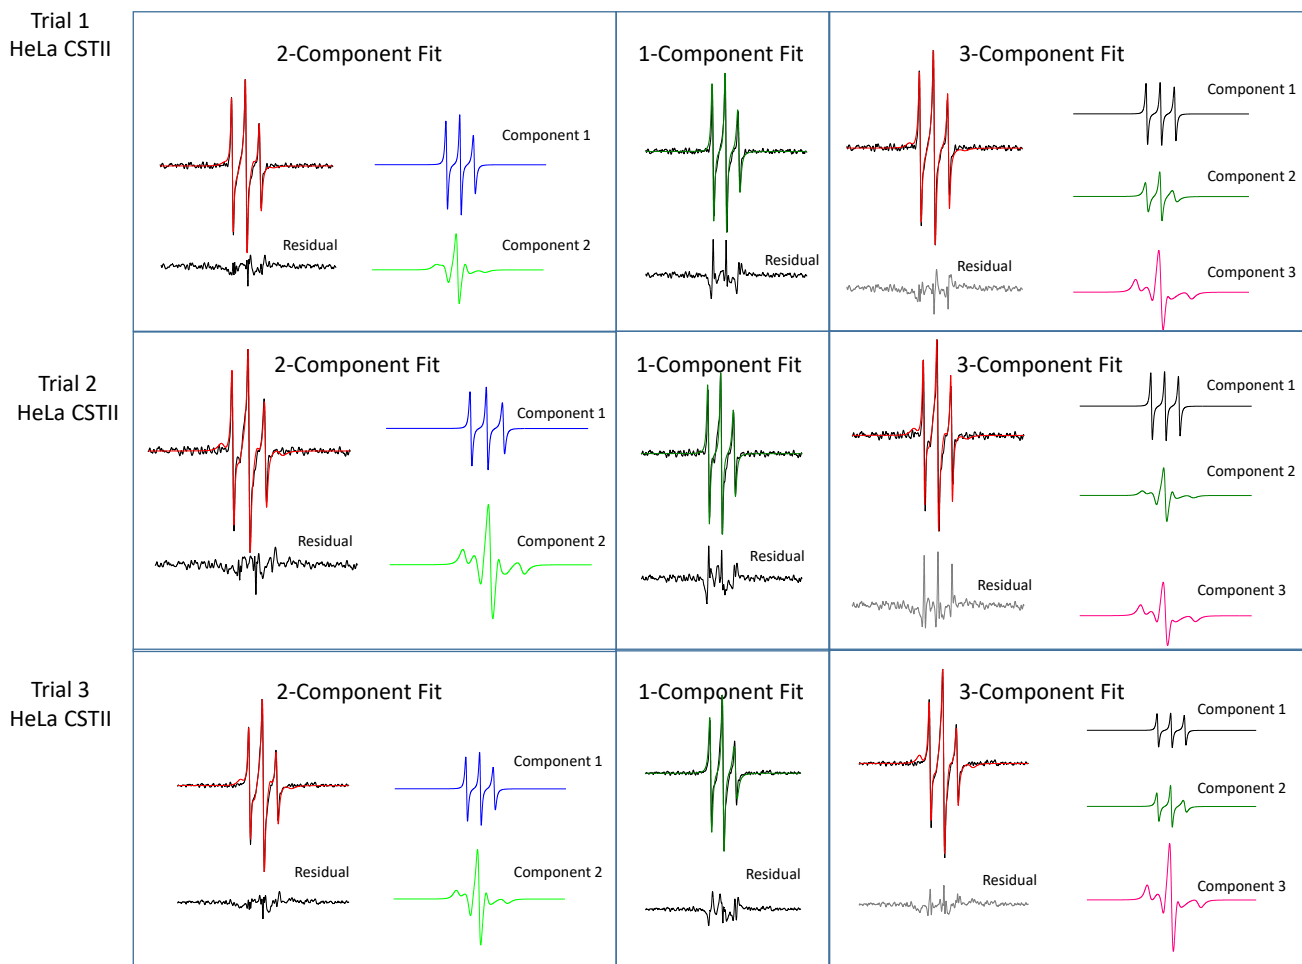 Trial 1
HeLa CSTII
2-Component Fit
Component 1
Residual
Component 2
1-Component Fit
Residual
3-Component Fit
Component 1
Component 2
Residual
Component 3
Trial 2
HeLa CSTII
2-Component Fit
Component 1
Residual
Component 2
1-Component Fit
Residual
3-Component Fit
Component 1
Component 2
Residual
Component 3
Trial 3
HeLa CSTII
2-Component Fit
Component 1
Residual
Component 2
1-Component Fit
Residual
3-Component Fit
Component 1
Component 2
Residual
Component 3